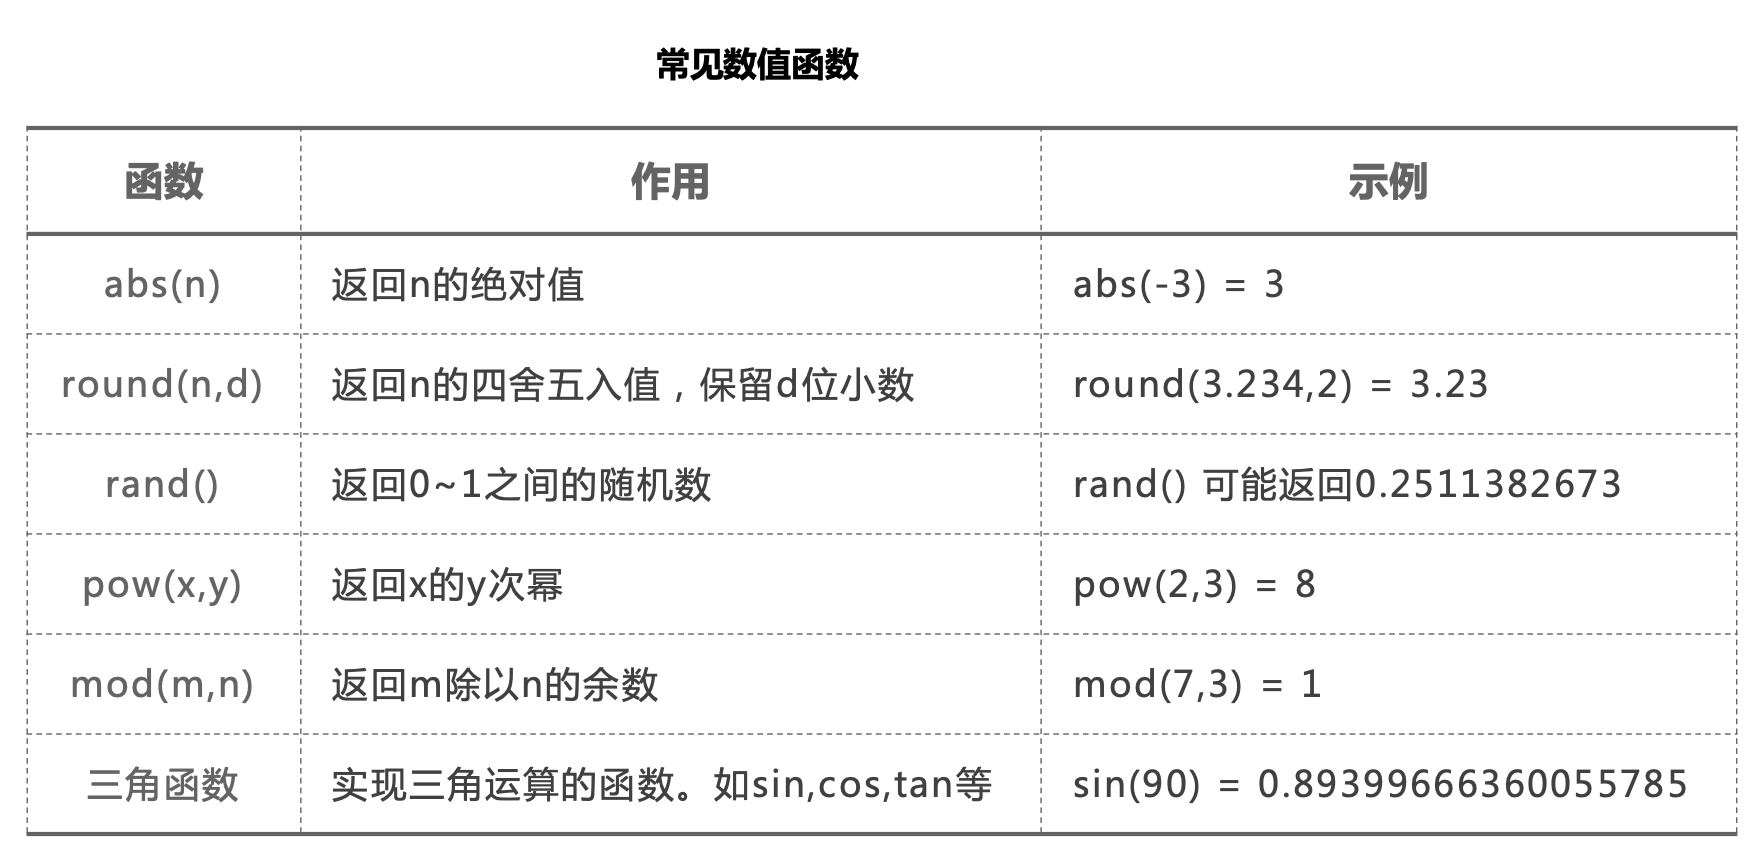 常见数值函数
函数 作用 示例
abs(n) 返回n的绝对值 abs(-3) = 3
round(n,d) 返回n的四舍五入值，保留d位小数 round(3.234,2) = 3.23
rand() 返回0~1之间的随机数 rand() 可能返回0.2511382673
pow(x,y) 返回x的y次幂 pow(2,3) = 8
mod(m,n) 返回m除以n的余数 mod(7,3) = 1
三角函数 实现三角运算的函数。如sin,cos,tan等 sin(90) = 0.89399666360055785